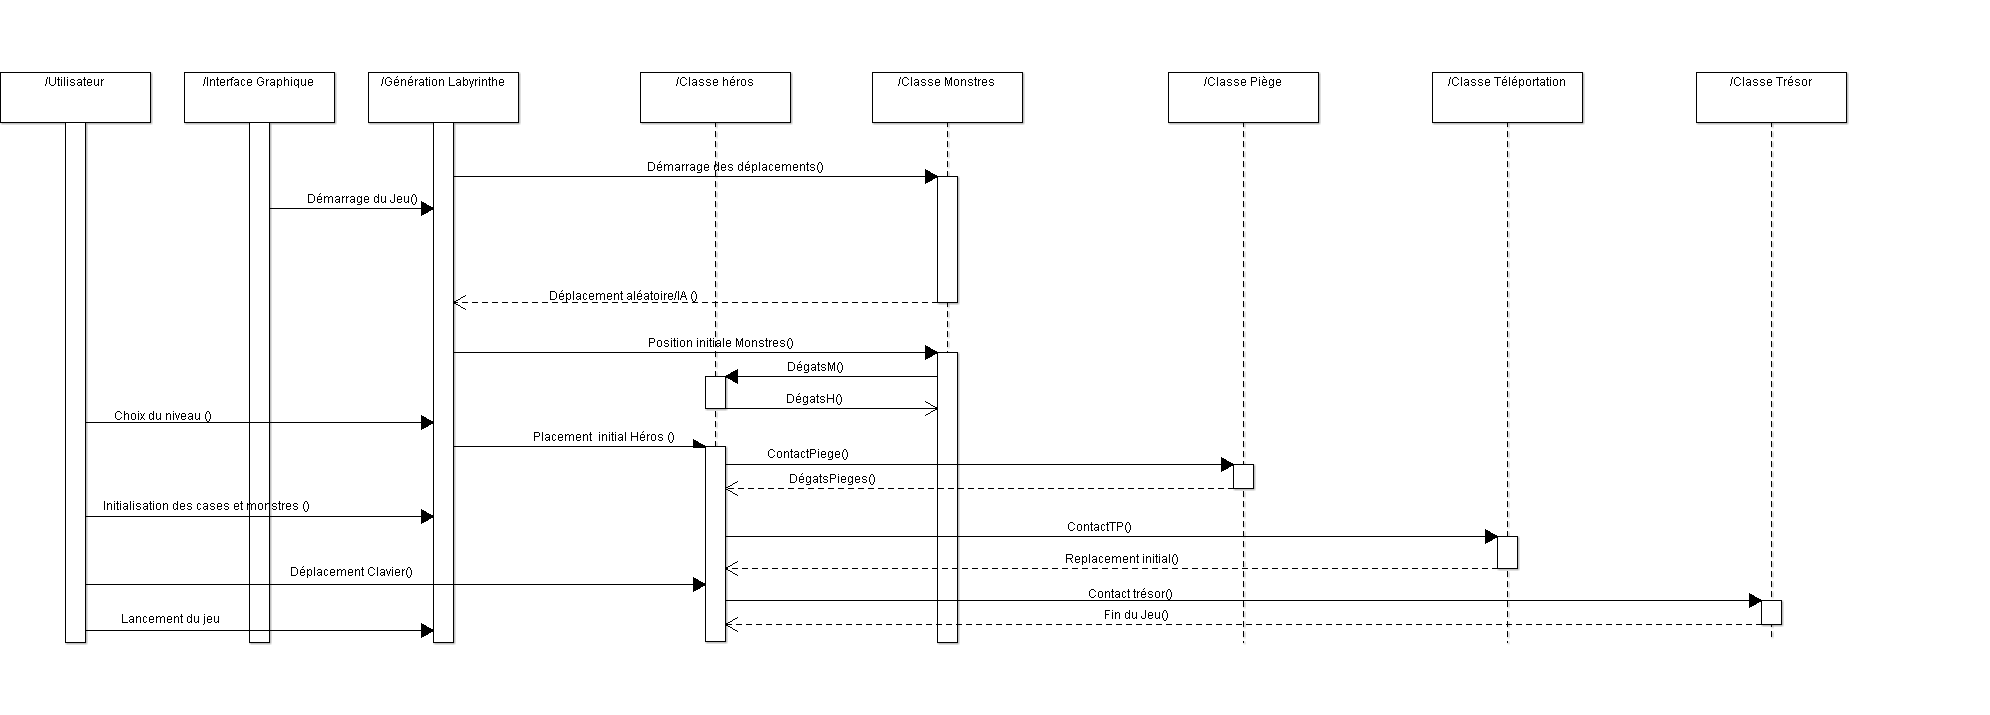 /Utilisateur
/Interface Graphique
/Génération Labyrinthe
/Classe héros
/Classe Monstres
/Classe Piège
/Classe Téléportation
/Classe Trésor
Démarrage des déplacements()
Démarrage du Jeu()
Déplacement aléatoire/IA ()
Position initiale Monstres()
DégatsM()
DégatsH()
Choix du niveau ()
Placement  initial Héros ()
ContactPiege()
DégatsPieges()
Initialisation des cases et monstres ()
ContactTP()
Replacement initial()
Déplacement Clavier()
Contact trésor()
Fin du Jeu()
Lancement du jeu